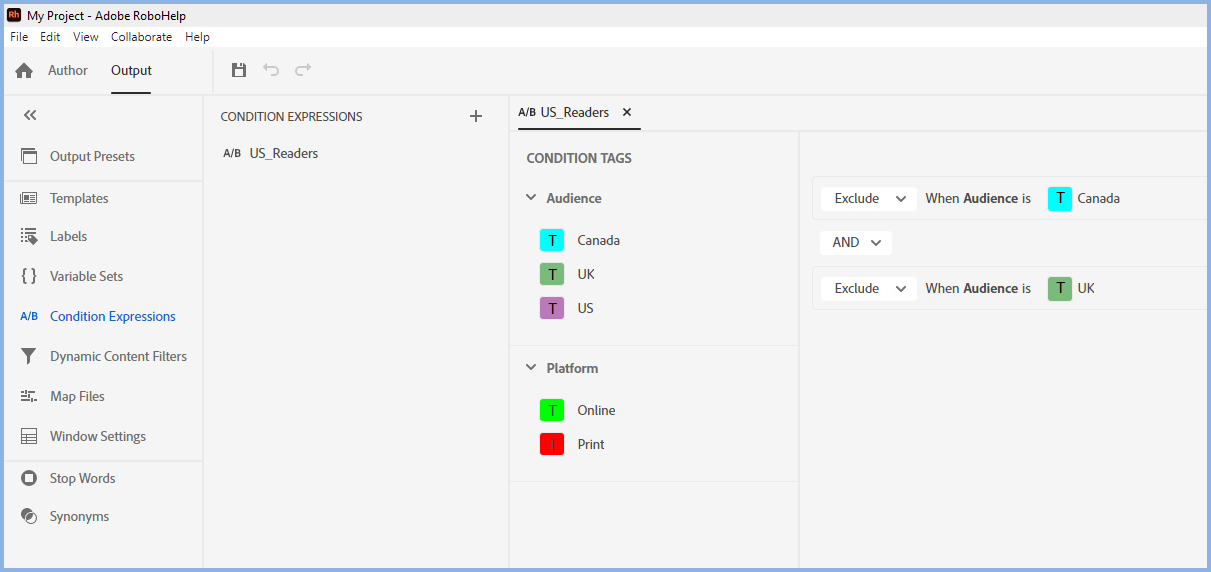 Rh My Project - Adobe RoboHelp
File Edit View Collaborate Help
Author Output
Output Presets
Templates
Labels
Variable Sets
A/B Condition Expressions
Dynamic Content Filters
Map Files
Window Settings
Stop Words
Synonyms
CONDITION EXPRESSIONS
A/B US_Readers
A/B US_Readers
CONDITION TAGS
Audience
T Canada
T UK
T US
Platform
T Online
T Print
Exclude When Audience is T Canada
AND
Exclude When Audience is T UK